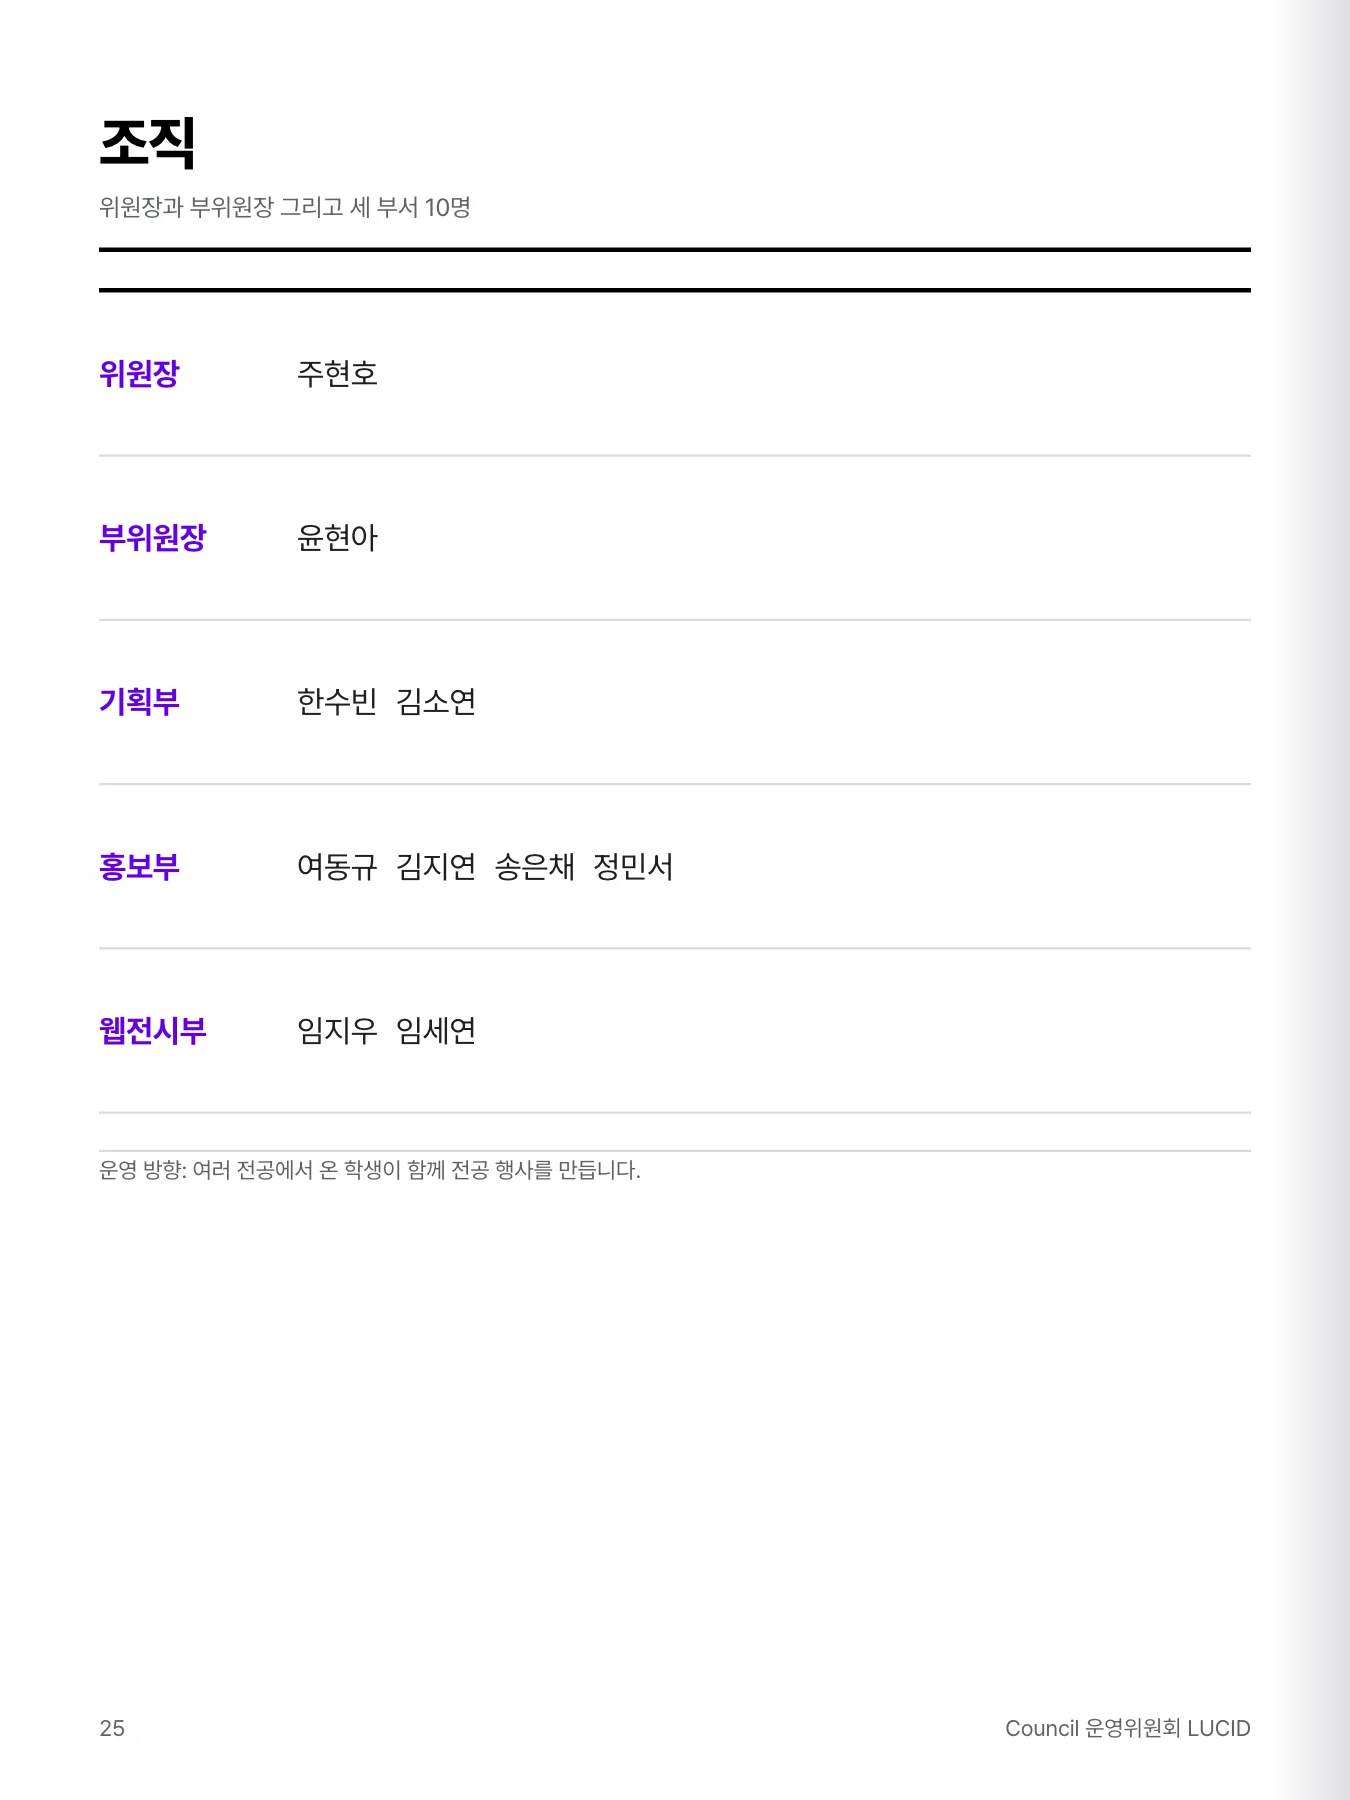 조직
위원장과 부위원장 그리고 세 부서 10명
위원장 주현호
부위원장 윤현아
기획부 한수빈 김소연
홍보부 여동규 김지연 송은채 정민서
웹전시부 임지우 임세연
운영 방향: 여러 전공에서 온 학생이 함께 전공 행사를 만듭니다.
25 Council 운영위원회 LUCID